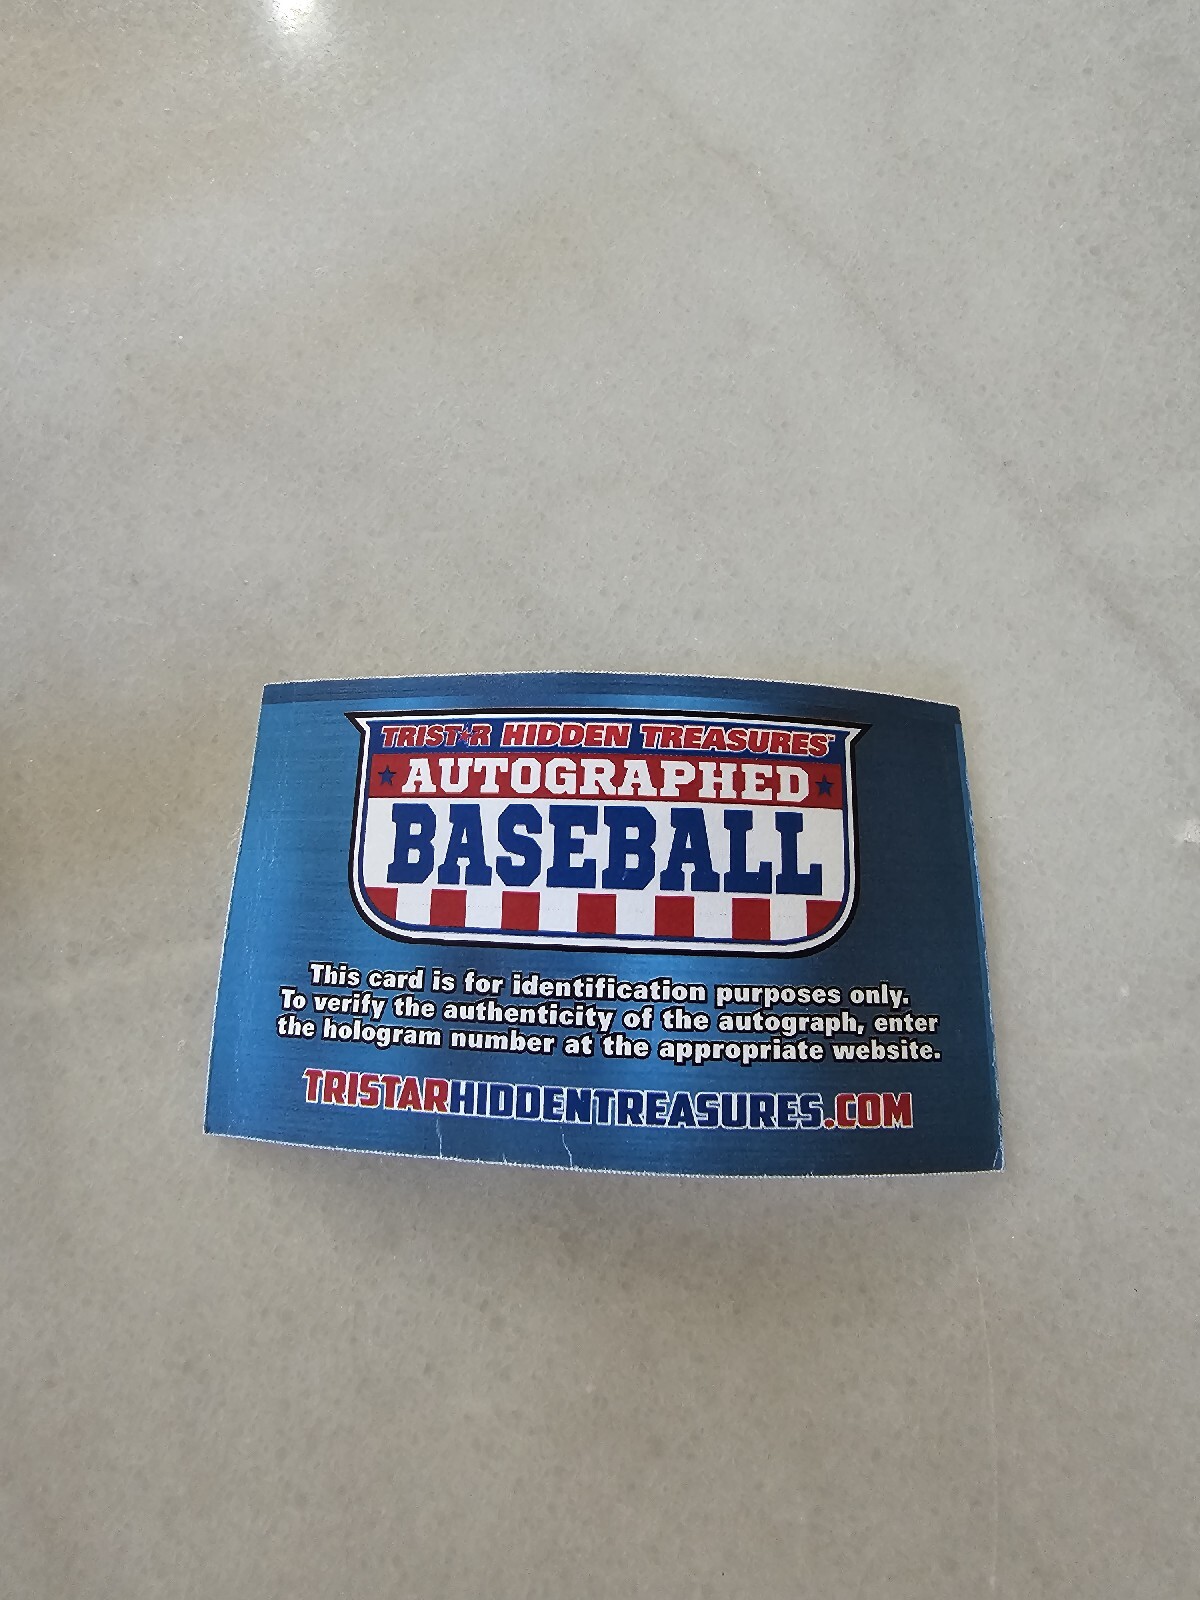 TRIST★R HIDDEN TREASURES™
★AUTOGRAPHED★
BASEBALL
This card is for identification purposes only.
To verify the authenticity of the autograph, enter
the hologram number at the appropriate website.
TRISTARHIDDENTREASURES.COM